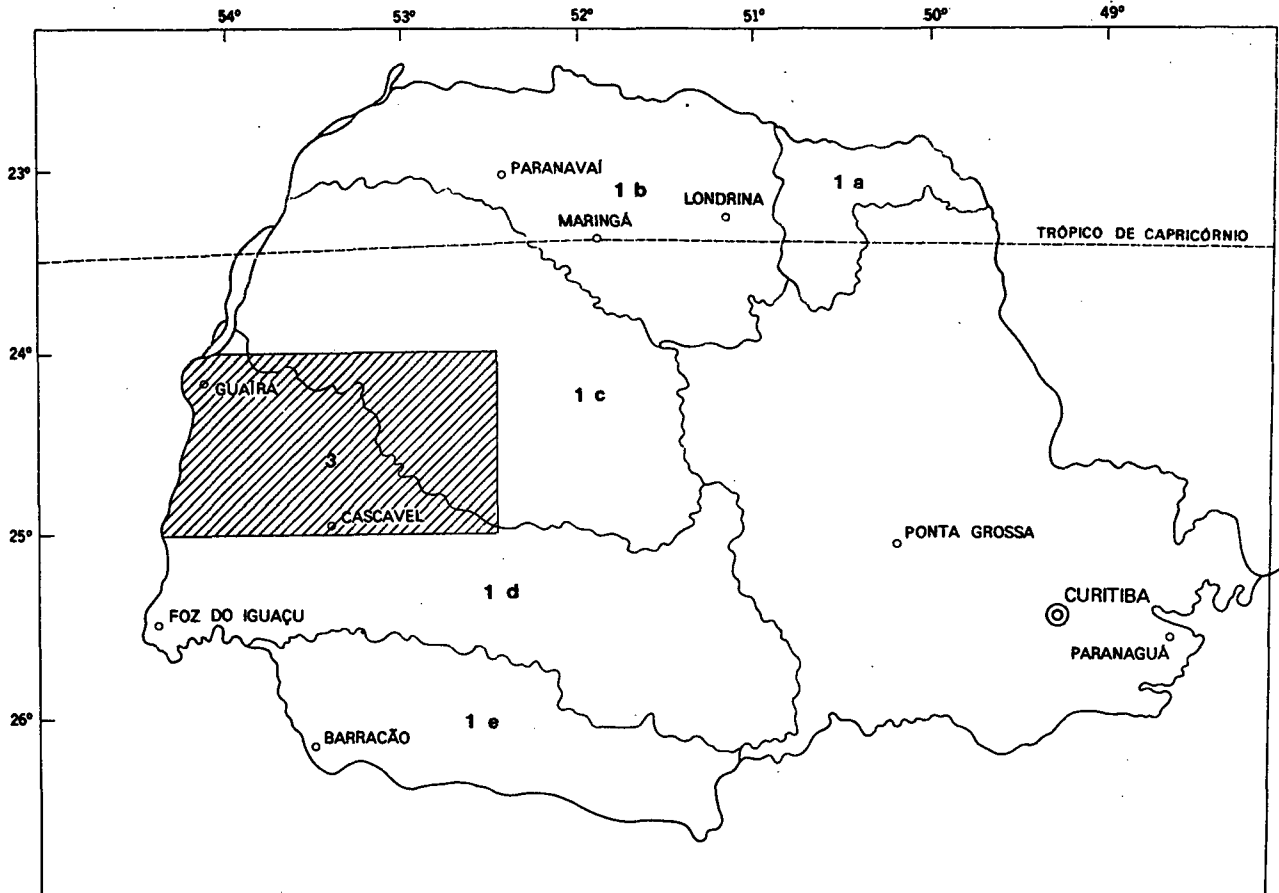 54° 53° 52° 51° 50° 49°
23°
PARANAVAÍ
1 b
LONDRINA
1 a
MARINGÁ
TRÓPICO DE CAPRICÓRNIO
24°
GUAÍRA
1 c
3
CASCAVEL
25°
PONTA GROSSA
1 d
CURITIBA
FOZ DO IGUAÇU
PARANAGUÁ
26°
1 e
BARRACÃO